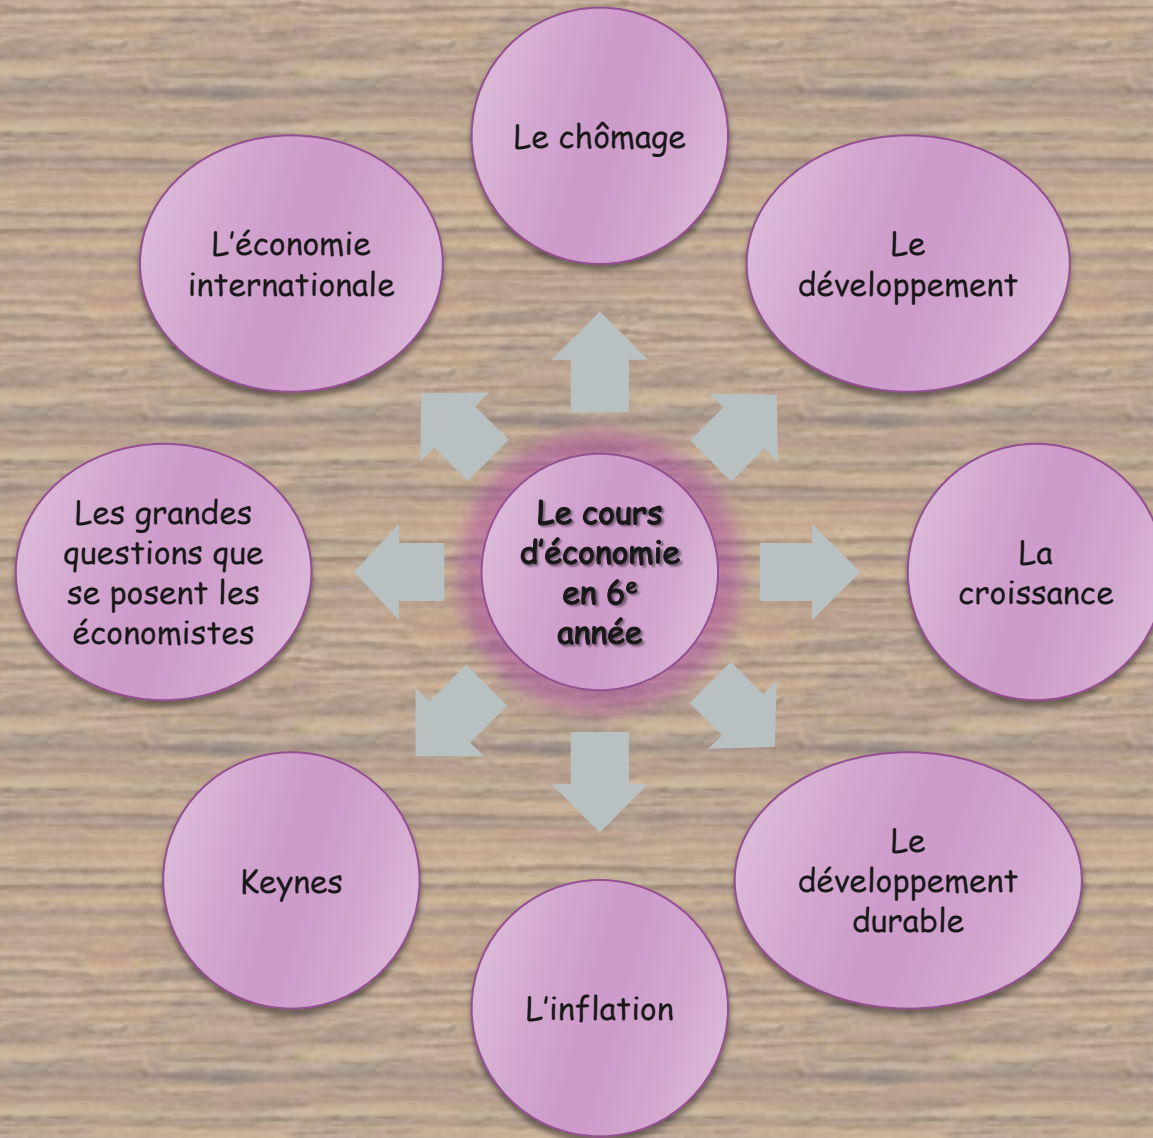 Le chômage
L'économie
internationale
Le
développement
Les grandes
questions que
se posent les
économistes
Le cours
d'économie
en 6e
année
La
croissance
Keynes
Le
développement
durable
L'inflation